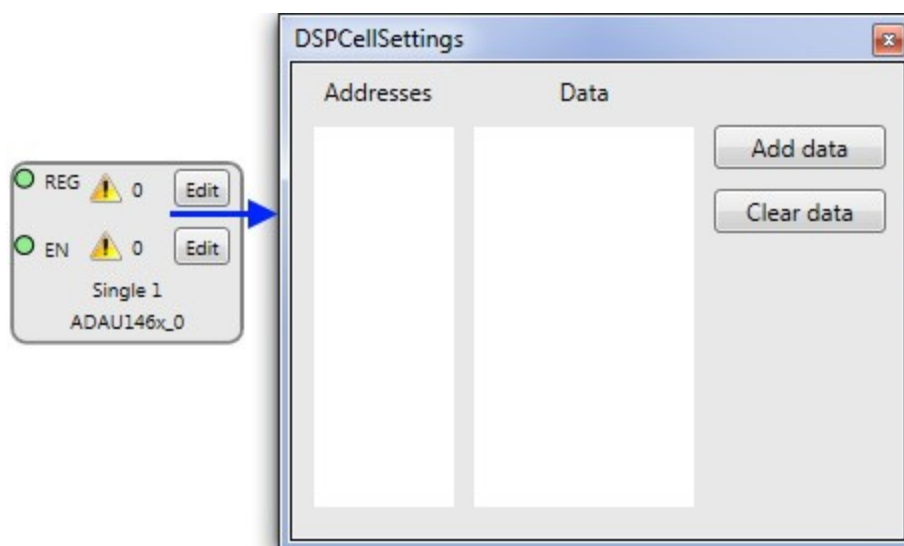 DSPCellSettings
Addresses Data
Add data
Clear data
REG 0 Edit
EN 0 Edit
Single 1
ADAU146x_0